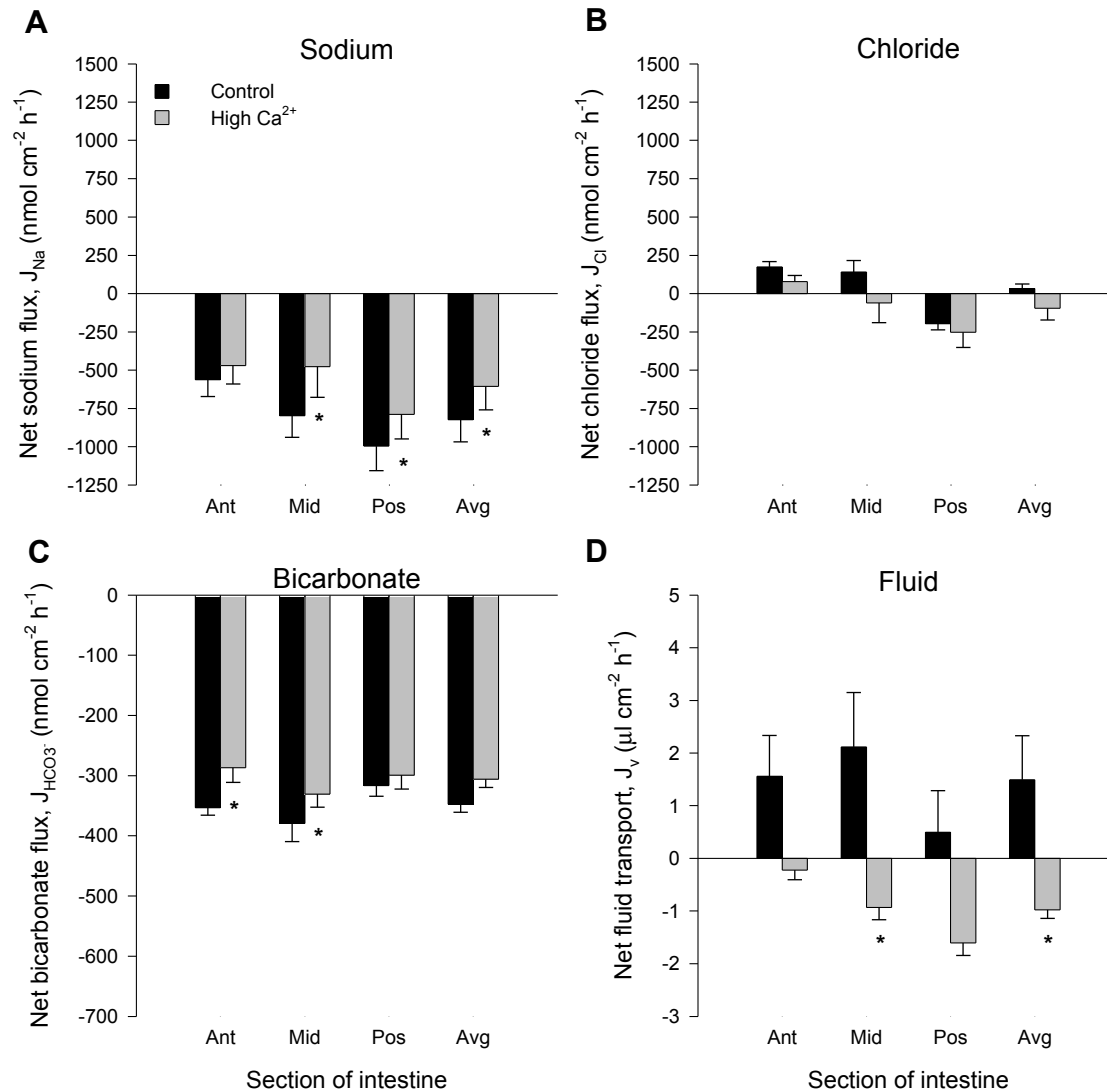 A
Sodium
Net sodium flux, J_Na (nmol cm⁻² h⁻¹)
1500
1250
1000
750
500
250
0
-250
-500
-750
-1000
-1250
Control
High Ca²⁺
*
*
*
Ant Mid Pos Avg
B
Chloride
Net chloride flux, J_Cl (nmol cm⁻² h⁻¹)
1500
1250
1000
750
500
250
0
-250
-500
-750
-1000
-1250
Ant Mid Pos Avg
C
Bicarbonate
Net bicarbonate flux, J_HCO3⁻ (nmol cm⁻² h⁻¹)
0
-100
-200
-300
-400
-500
-600
-700
*
*
Ant Mid Pos Avg
Section of intestine
D
Fluid
Net fluid transport, J_v (μl cm⁻² h⁻¹)
5
4
3
2
1
0
-1
-2
-3
*
*
Ant Mid Pos Avg
Section of intestine